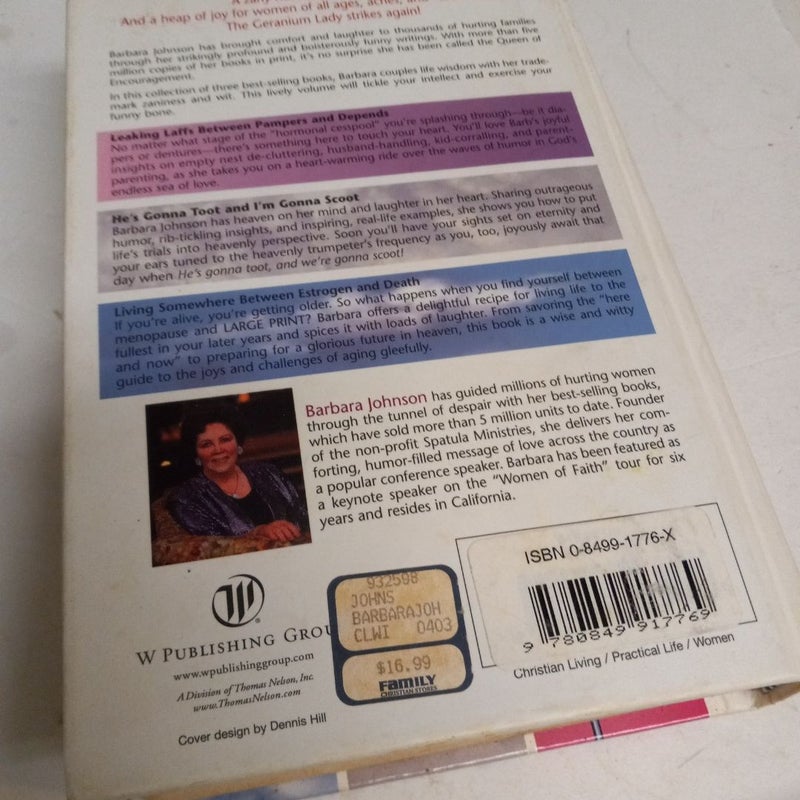 A zany
And a heap of joy for women of all ages, aches, and
The Geranium Lady strikes again!
Barbara Johnson has brought comfort and laughter to thousands of hurting families
through her strikingly profound and boisterously funny writings. With more than five
million copies of her books in print, it's no surprise she has been called the Queen of
Encouragement.
In this collection of three best-selling books, Barbara couples life wisdom with her trade-
mark zaniness and wit. This lively volume will tickle your intellect and exercise your
funny bone.
Leaking Laffs Between Pampers and Depends
No matter what stage of the "hormonal cesspool" you're splashing through—be it dia-
pers or dentures—there's something here to touch your heart. You'll love Barb's joyful
insights on empty nest de-cluttering, husband-handling, kid-corralling, and parent-
parenting, as she takes you on a heart-warming ride over the waves of humor in God's
endless sea of love.
He's Gonna Toot and I'm Gonna Scoot
Barbara Johnson has heaven on her mind and laughter in her heart. Sharing outrageous
humor, rib-tickling insights, and inspiring, real-life examples, she shows you how to put
life's trials into heavenly perspective. Soon you'll have your sights set on eternity and
your ears tuned to the heavenly trumpeter's frequency as you, too, joyously await that
day when He's gonna toot, and we're gonna scoot!
Living Somewhere Between Estrogen and Death
If you're alive, you're getting older. So what happens when you find yourself between
menopause and LARGE PRINT? Barbara offers a delightful recipe for living life to the
fullest in your later years and spices it with loads of laughter. From savoring the "here
and now" to preparing for a glorious future in heaven, this book is a wise and witty
guide to the joys and challenges of aging gleefully.
Barbara Johnson has guided millions of hurting women
through the tunnel of despair with her best-selling books,
which have sold more than 5 million units to date. Founder
of the non-profit Spatula Ministries, she delivers her com-
forting, humor-filled message of love across the country as
a popular conference speaker. Barbara has been featured as
a keynote speaker on the "Women of Faith" tour for six
years and resides in California.
W PUBLISHING GROU
www.wpublishinggroup.com
A Division of Thomas Nelson, Inc.
www.ThomasNelson.com
Cover design by Dennis Hill
932598
JOHNS
BARBARAJOH
CLWI 0403
$16.99
FAMILY
CHRISTIAN STORES
ISBN 0-8499-1776-X
9 780849 917769
Christian Living / Practical Life / Women